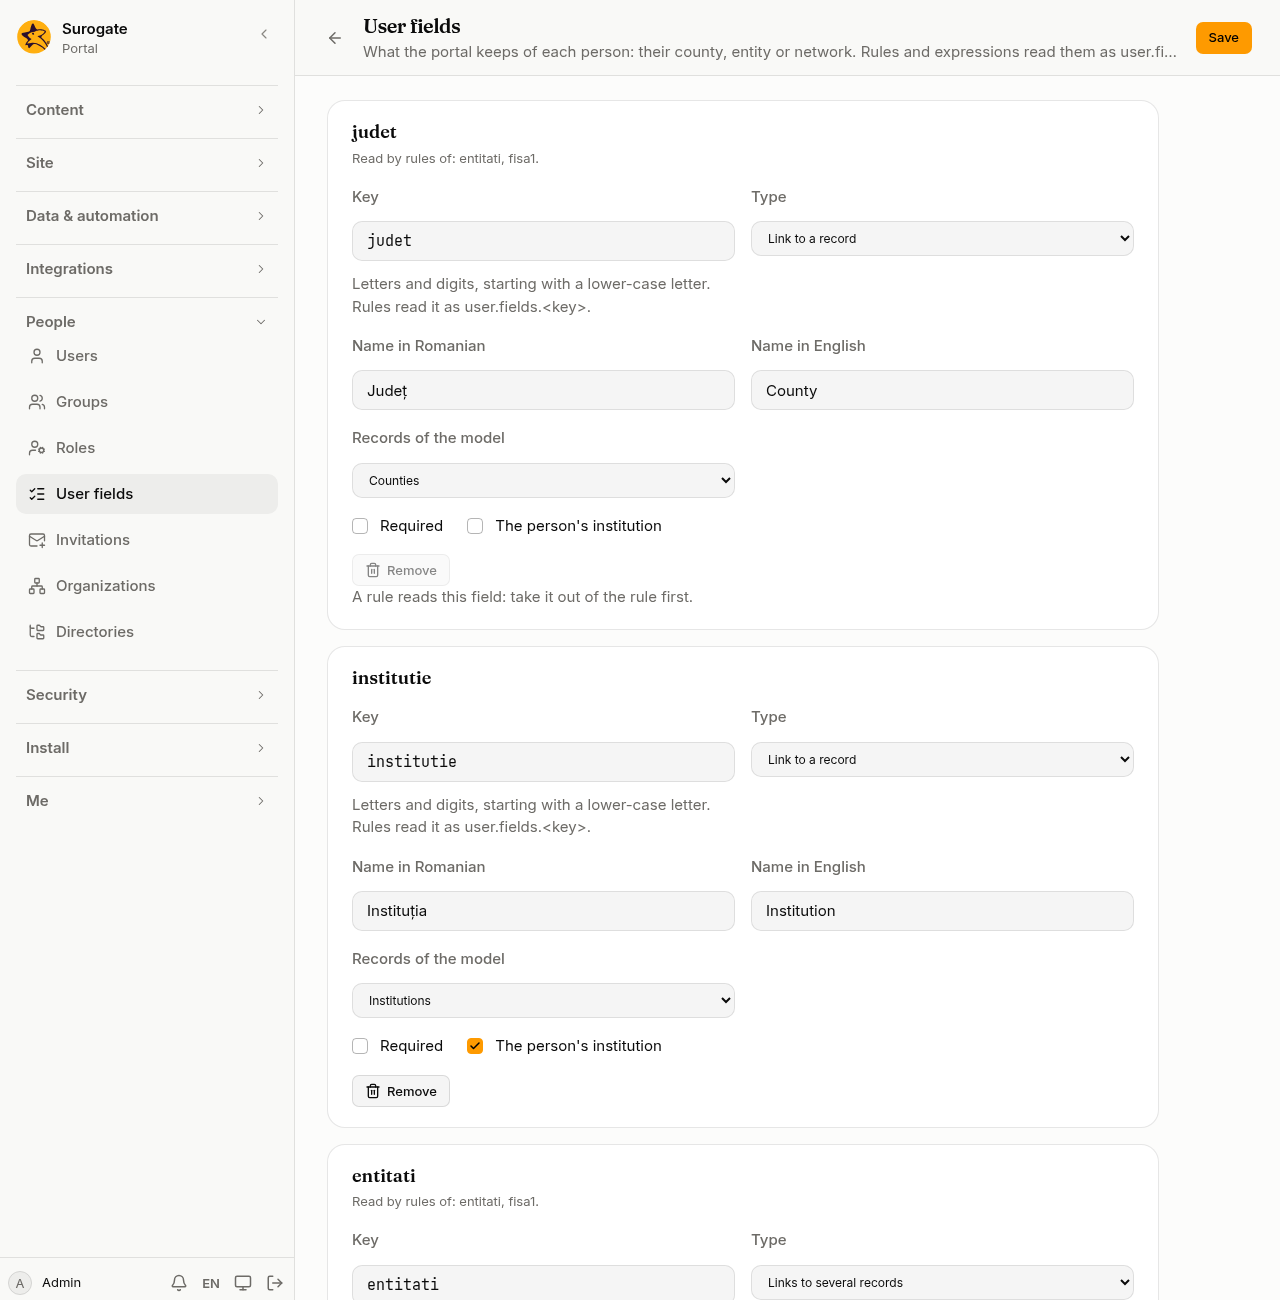 Surogate
Portal
Content
Site
Data & automation
Integrations
People
Users
Groups
Roles
User fields
Invitations
Organizations
Directories
Security
Install
Me
A
Admin
EN
User fields
What the portal keeps of each person: their county, entity or network. Rules and expressions read them as user.fi...
Save
judet
Read by rules of: entitati, fisa1.
Key
Type
judet
Link to a record
Letters and digits, starting with a lower-case letter.
Rules read it as user.fields.<key>.
Name in Romanian
Name in English
Județ
County
Records of the model
Counties
Required
The person's institution
Remove
A rule reads this field: take it out of the rule first.
institutie
Key
Type
institutie
Link to a record
Letters and digits, starting with a lower-case letter.
Rules read it as user.fields.<key>.
Name in Romanian
Name in English
Instituția
Institution
Records of the model
Institutions
Required
The person's institution
Remove
entitati
Read by rules of: entitati, fisa1.
Key
Type
entitati
Links to several records